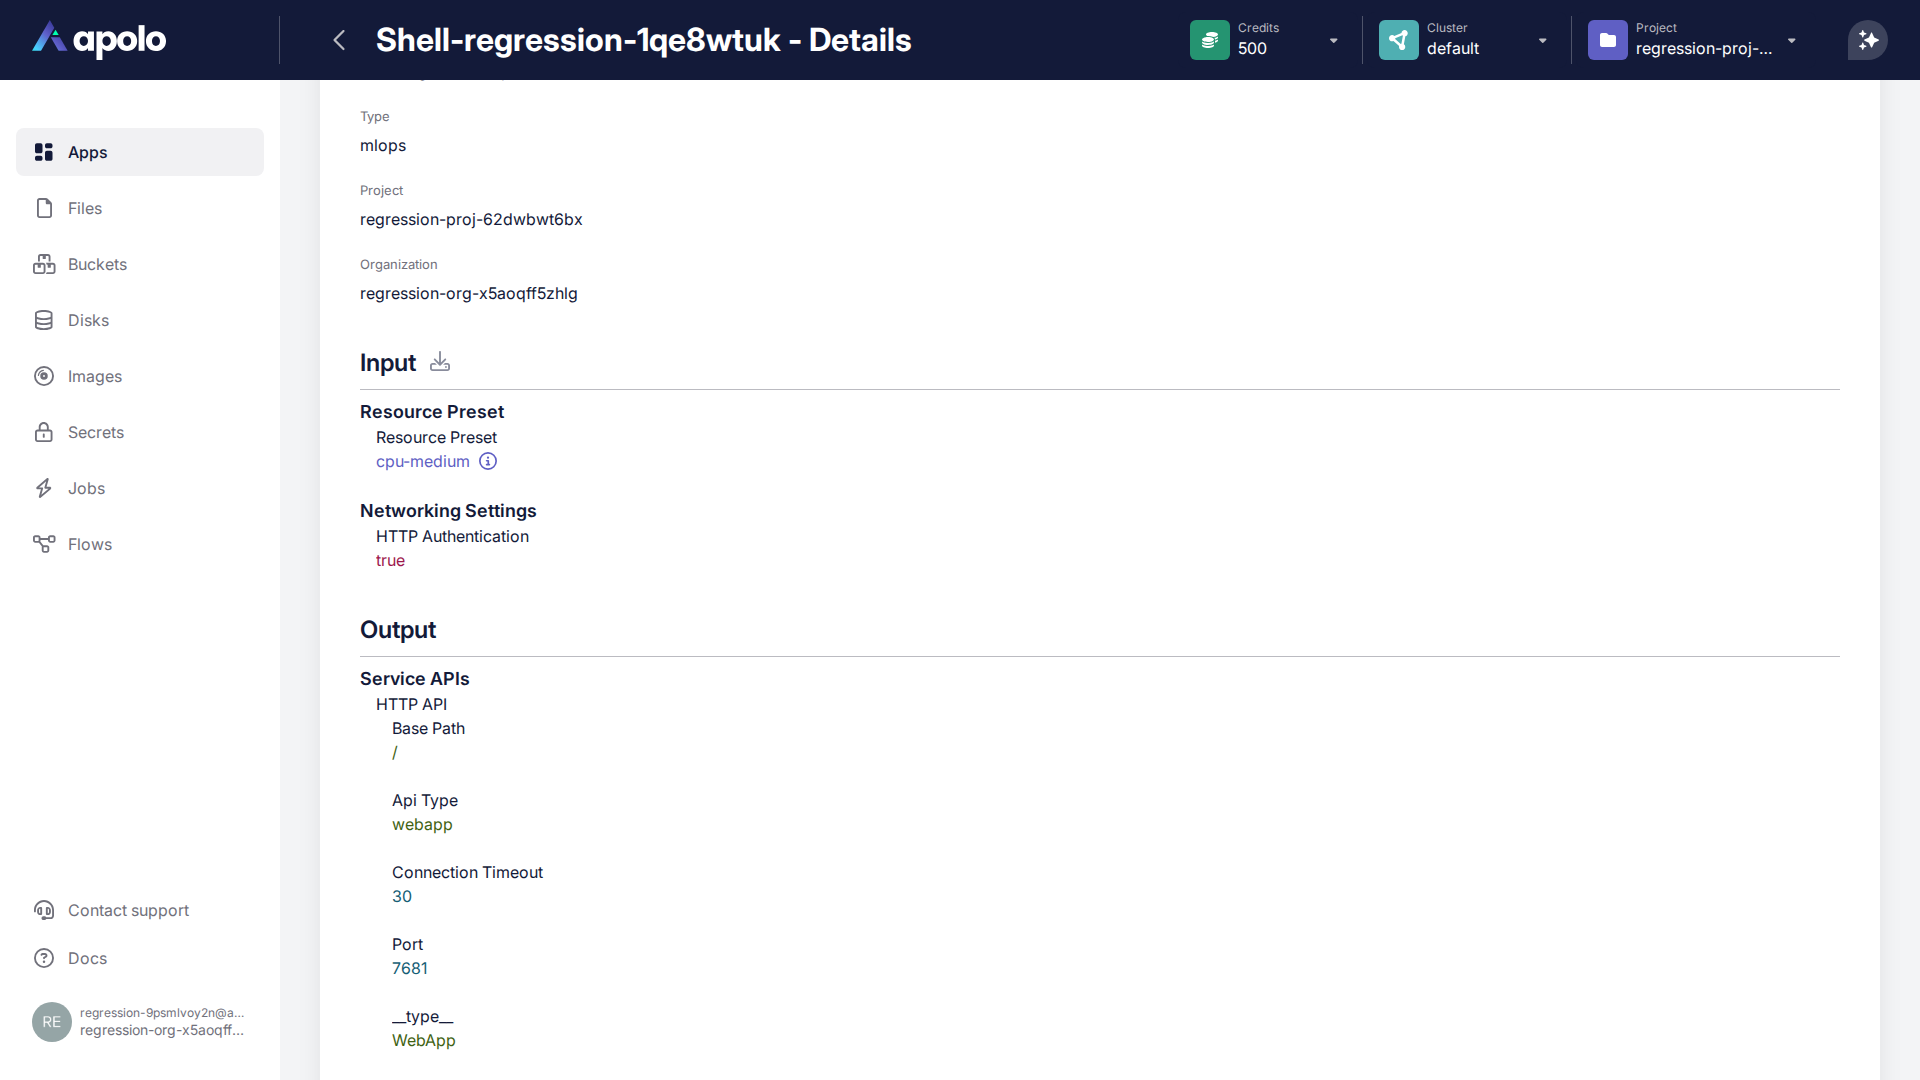 apolo
Shell-regression-1qe8wtuk - Details
Credits
500
Cluster
default
Project
regression-proj-...
Apps
Files
Buckets
Disks
Images
Secrets
Jobs
Flows
Contact support
Docs
RE
regression-9psmlvoy2n@a...
regression-org-x5aoqff...
Type
mlops
Project
regression-proj-62dwbwt6bx
Organization
regression-org-x5aoqff5zhlg
Input
Resource Preset
Resource Preset
cpu-medium
Networking Settings
HTTP Authentication
true
Output
Service APIs
HTTP API
Base Path
/
Api Type
webapp
Connection Timeout
30
Port
7681
__type__
WebApp